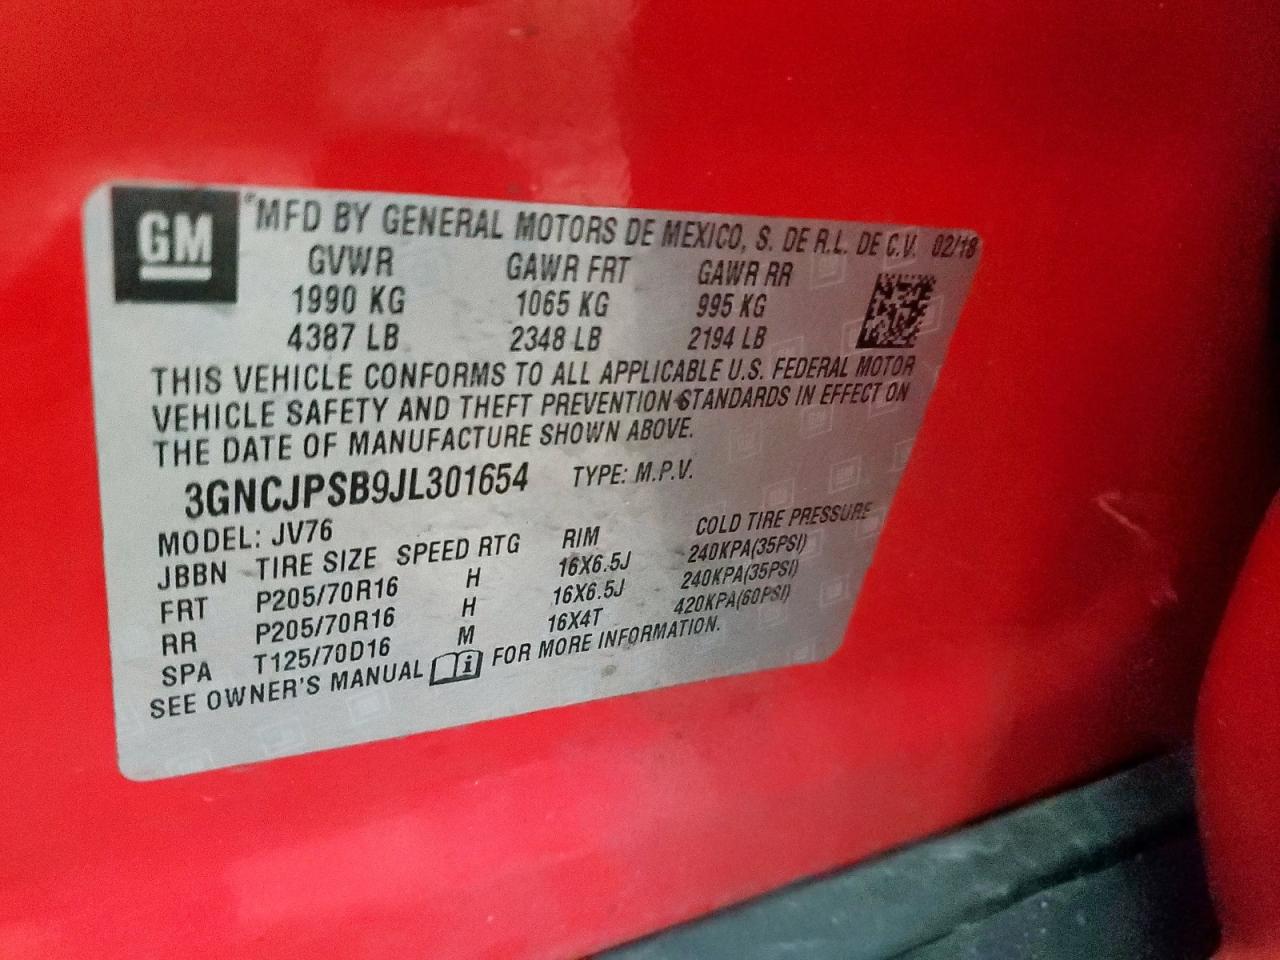 GM
MFD BY GENERAL MOTORS DE MEXICO, S. DE R.L. DE C.V. 02/18
GVWR GAWR FRT GAWR RR
1990 KG 1065 KG 995 KG
4387 LB 2348 LB 2194 LB
THIS VEHICLE CONFORMS TO ALL APPLICABLE U.S. FEDERAL MOTOR
VEHICLE SAFETY AND THEFT PREVENTION STANDARDS IN EFFECT ON
THE DATE OF MANUFACTURE SHOWN ABOVE.
3GNCJPSB9JL301654 TYPE: M.P.V.
MODEL: JV76
JBBN TIRE SIZE SPEED RTG RIM COLD TIRE PRESSURE
FRT P205/70R16 H 16X6.5J 240KPA(35PSI)
RR P205/70R16 H 16X6.5J 240KPA(35PSI)
SPA T125/70D16 M 16X4T 420KPA(60PSI)
SEE OWNER'S MANUAL i FOR MORE INFORMATION.